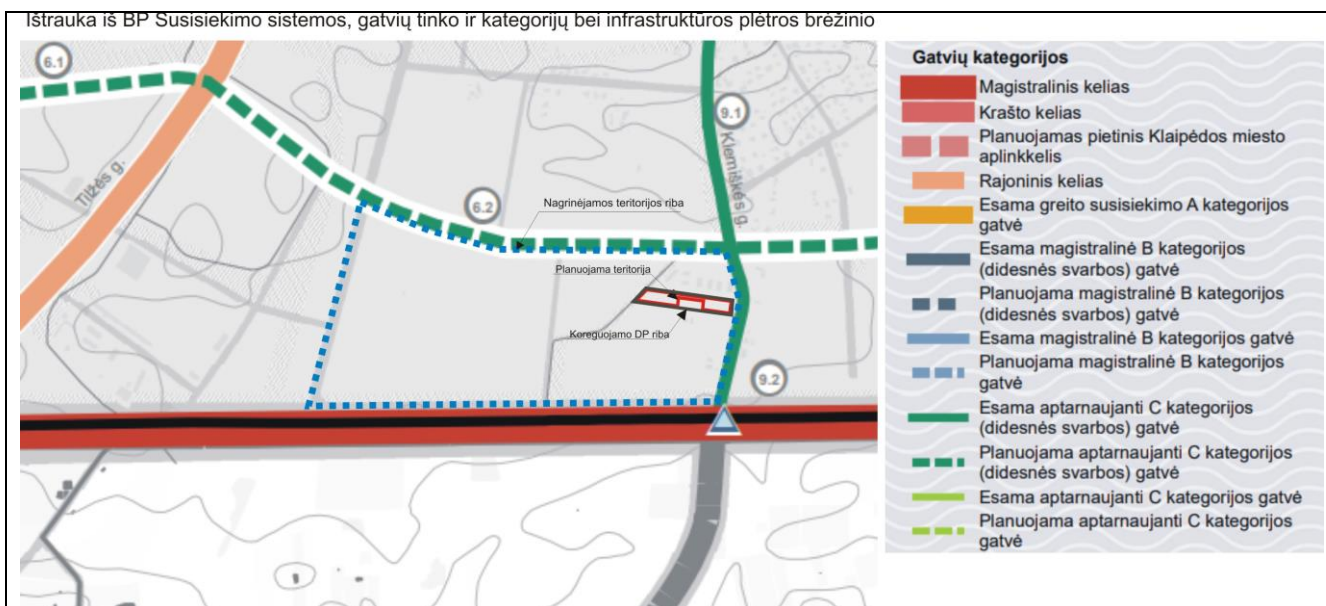 Ištrauka iš BP Susisiekimo sistemos, gatvių tinko ir kategorijų bei infrastruktūros plėtros brėžinio
6.1
Tilžės g.
9.1
Klemiškės g.
Nagrinėjamos teritorijos riba
6.2
Planuojama teritorija
Koreguojamo DP riba
9.2
Gatvių kategorijos
Magistralinis kelias
Krašto kelias
Planuojamas pietinis Klaipėdos miesto
aplinkkelis
Rajoninis kelias
Esama greito susisiekimo A kategorijos
gatvė
Esama magistralinė B kategorijos
(didesnės svarbos) gatvė
Planuojama magistralinė B kategorijos
(didesnės svarbos) gatvė
Esama magistralinė B kategorijos gatvė
Planuojama magistralinė B kategorijos
gatvė
Esama aptarnaujanti C kategorijos
(didesnės svarbos) gatvė
Planuojama aptarnaujanti C kategorijos
(didesnės svarbos) gatvė
Esama aptarnaujanti C kategorijos gatvė
Planuojama aptarnaujanti C kategorijos
gatvė